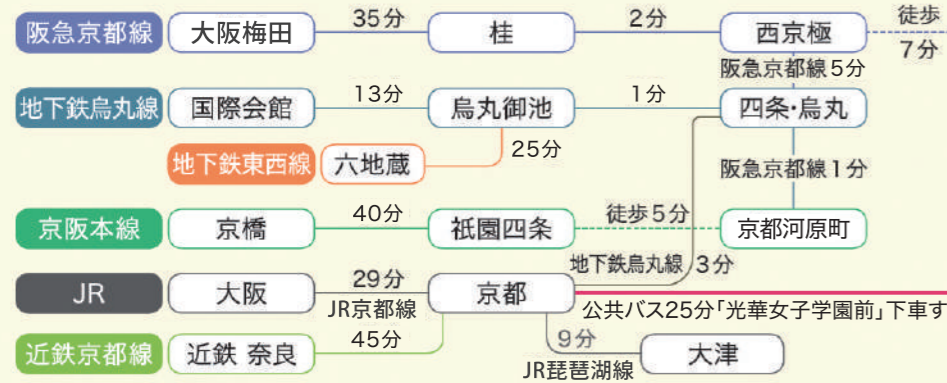 阪急京都線 大阪梅田 35分 桂 2分 西京極 徒歩
7分
阪急京都線5分
地下鉄烏丸線 国際会館 13分 烏丸御池 1分 四条・烏丸
地下鉄東西線 六地蔵 25分
阪急京都線1分
京阪本線 京橋 40分 祇園四条 徒歩5分 京都河原町
地下鉄烏丸線 3分
JR 大阪 29分 京都
JR京都線
公共バス25分「光華女子学園前」下車す
近鉄京都線 近鉄 奈良 45分
9分 大津
JR琵琶湖線